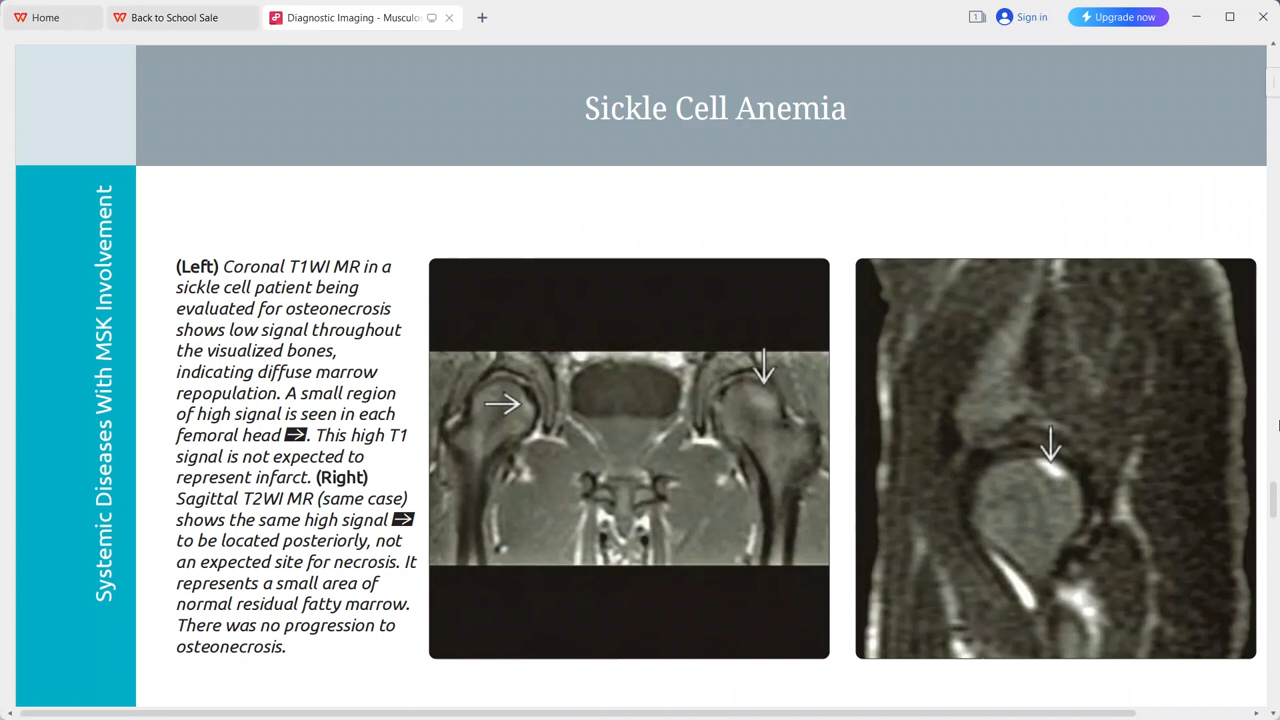 Home
Back to School Sale
Diagnostic Imaging - Musculo
1
Sign in
Upgrade now
Sickle Cell Anemia
Systemic Diseases With MSK Involvement
(Left) Coronal T1WI MR in a
sickle cell patient being
evaluated for osteonecrosis
shows low signal throughout
the visualized bones,
indicating diffuse marrow
repopulation. A small region
of high signal is seen in each
femoral head ➡. This high T1
signal is not expected to
represent infarct. (Right)
Sagittal T2WI MR (same case)
shows the same high signal ➡
to be located posteriorly, not
an expected site for necrosis. It
represents a small area of
normal residual fatty marrow.
There was no progression to
osteonecrosis.